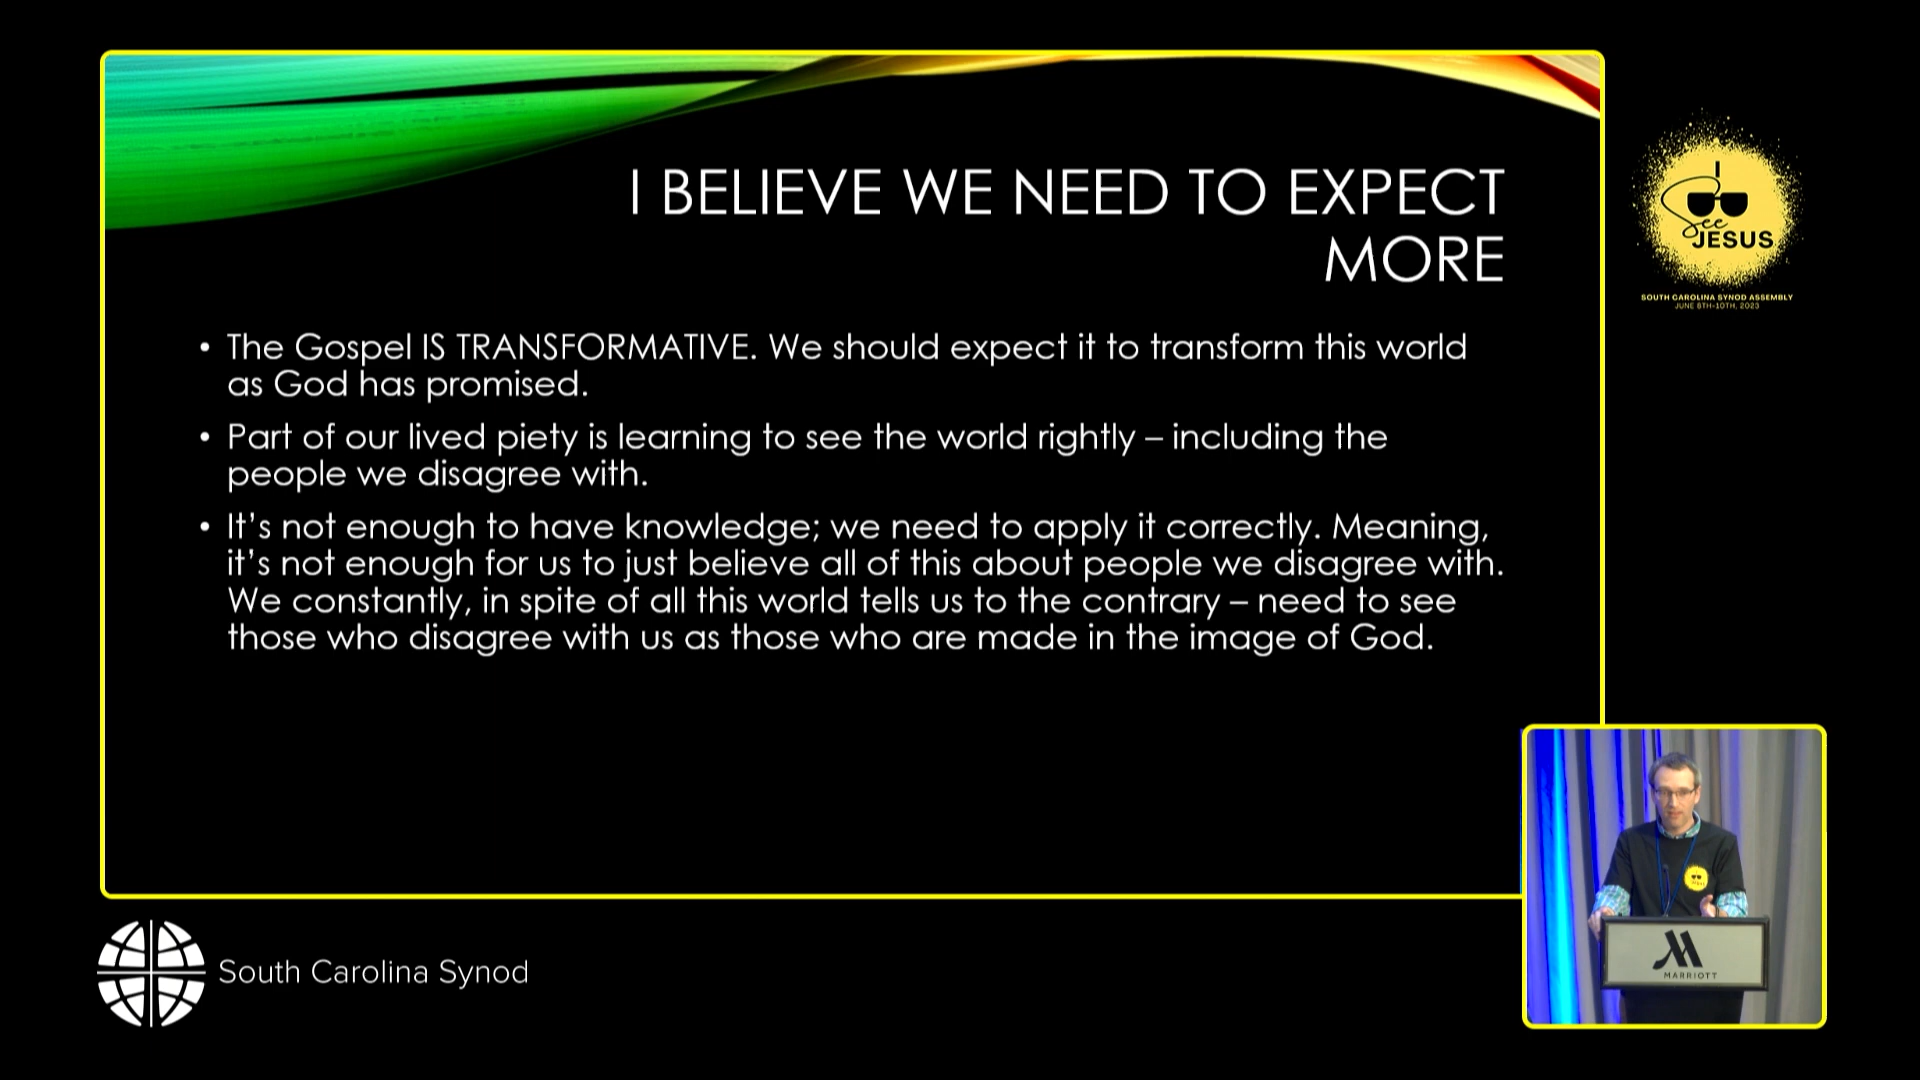 I BELIEVE WE NEED TO EXPECT
MORE
• The Gospel IS TRANSFORMATIVE. We should expect it to transform this world
as God has promised.
• Part of our lived piety is learning to see the world rightly – including the
people we disagree with.
• It’s not enough to have knowledge; we need to apply it correctly. Meaning,
it’s not enough for us to just believe all of this about people we disagree with.
We constantly, in spite of all this world tells us to the contrary – need to see
those who disagree with us as those who are made in the image of God.
I
See
JESUS
SOUTH CAROLINA SYNOD ASSEMBLY
JUNE 8TH-10TH, 2023
MARRIOTT
South Carolina Synod